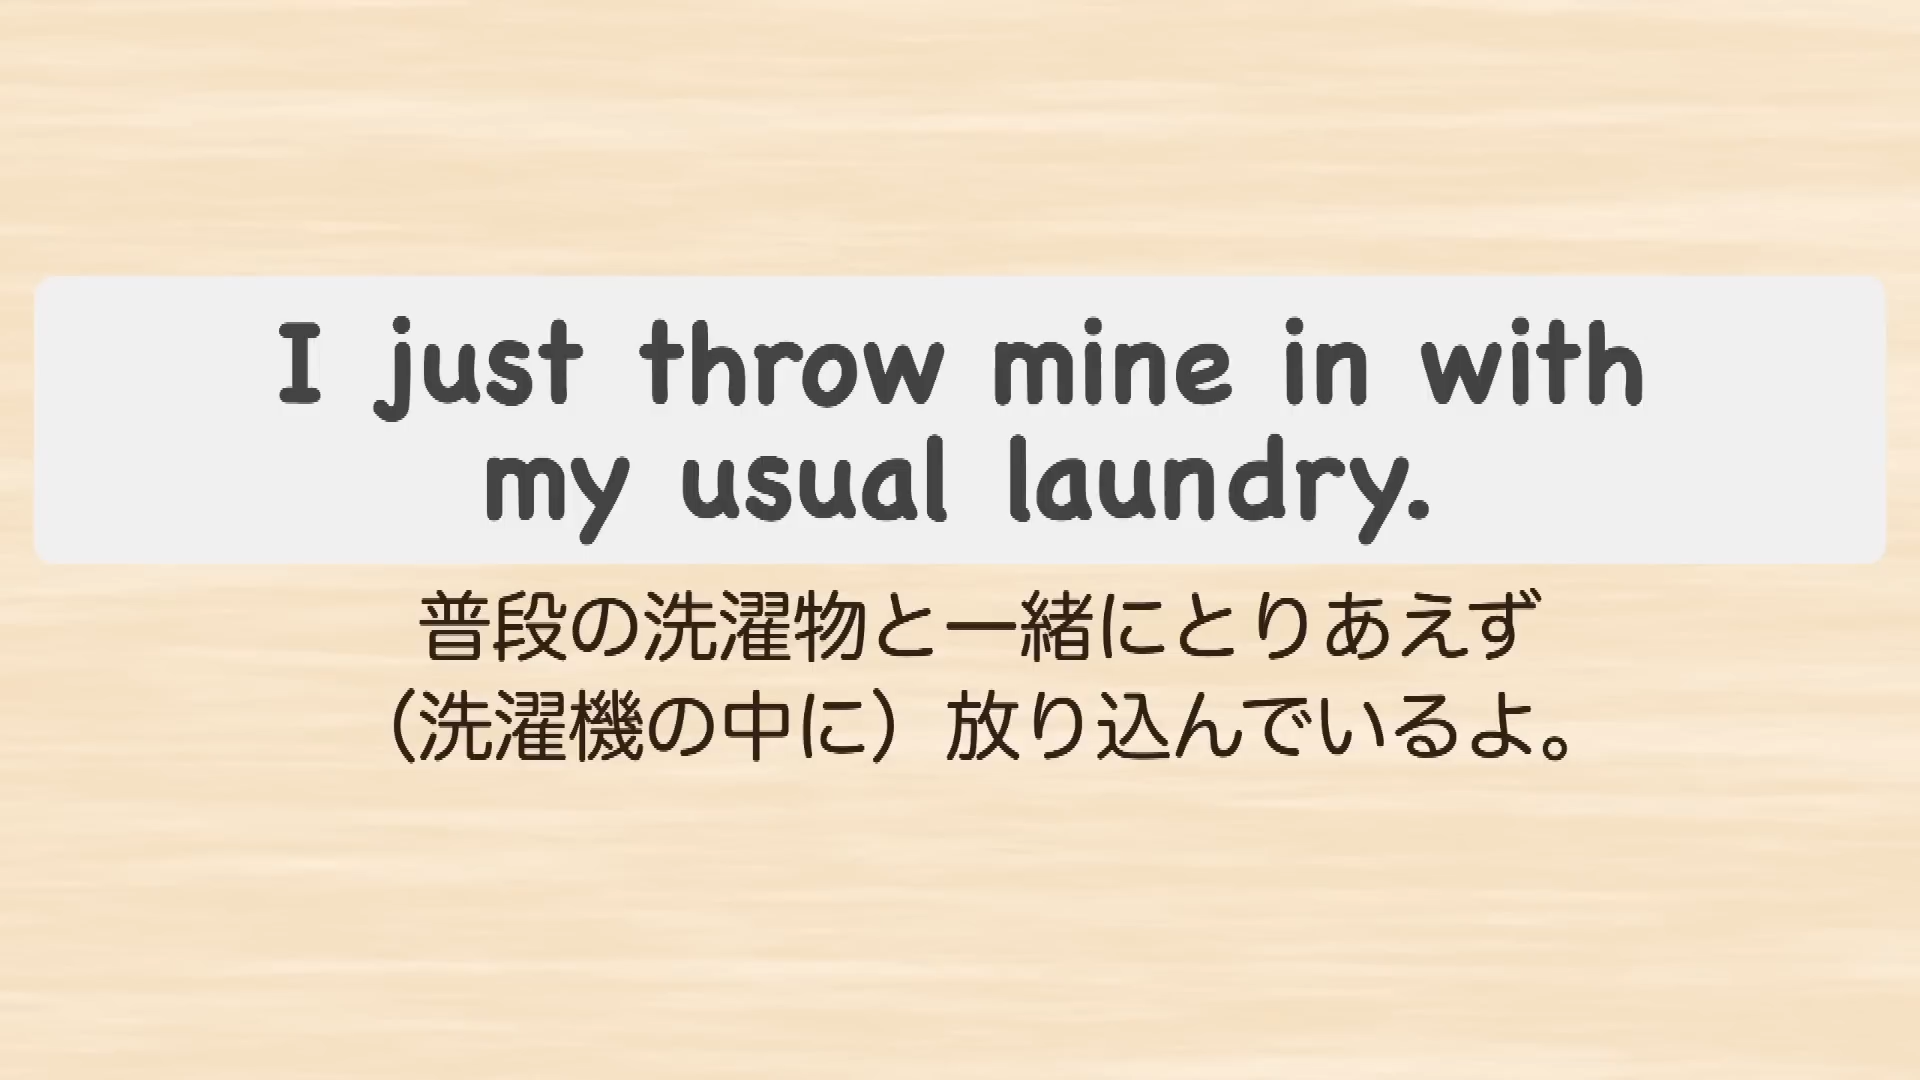 I just throw mine in with
my usual laundry.
普段の洗濯物と一緒にとりあえず
（洗濯機の中に）放り込んでいるよ。